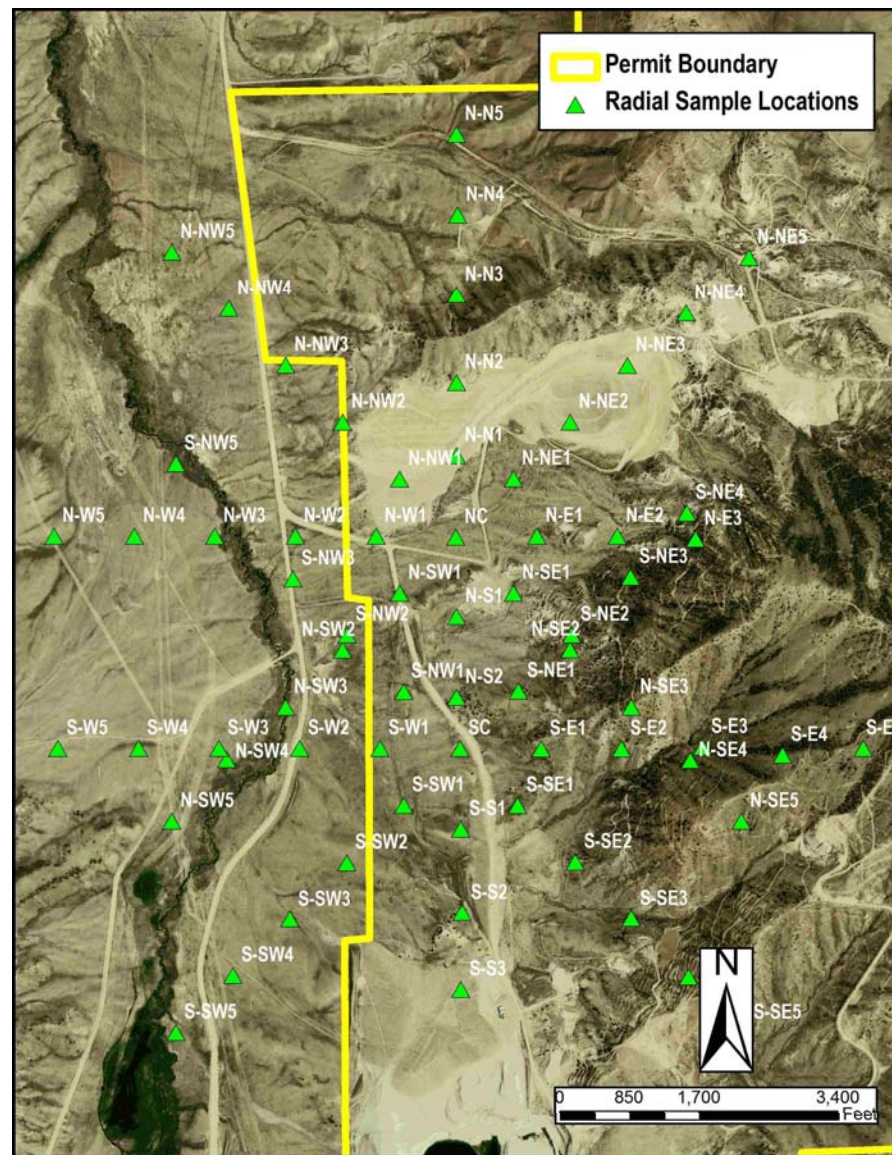 Permit Boundary
Radial Sample Locations
N-N5
N-N4
N-NW5
N-NE5
N-N3
N-NW4
N-NE4
N-NW3
N-N2
N-NE3
N-NW2
N-NE2
N-N1
S-NW5
N-NW1
N-NE1
S-NE4
N-W5
N-W4
N-W3
N-W2
N-W1
NC
N-E1
N-E2
N-E3
S-NW3
S-NE3
N-SW1
N-SE1
N-S1
S-NW2
S-NE2
N-SW2
N-SE2
S-NW1
N-S2
S-NE1
N-SW3
N-SE3
S-W5
S-W4
S-W3
S-W2
S-W1
SC
S-E1
S-E2
S-E3
S-E4
S-E
N-SW4
N-SE4
S-SW1
S-S1
S-SE1
N-SW5
N-SE5
S-SW2
S-SE2
S-S2
S-SW3
S-SE3
S-SW4
S-S3
N
S-SW5
S-SE5
0 850 1,700 3,400
Feet